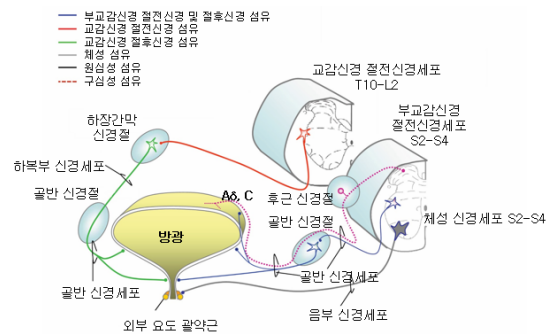 부교감신경 절전신경 및 절후신경 섬유
교감신경 절전신경 섬유
교감신경 절후신경 섬유
체성 섬유
원심성 섬유
구심성 섬유
교감신경 절전신경세포
T10-L2
부교감신경
절전신경세포
S2-S4
하장간막
신경절
하복부 신경세포
골반 신경절
Aδ, C
후근 신경절
골반 신경절
방광
체성 신경세포 S2-S4
골반 신경세포
골반 신경세포
음부 신경세포
외부 요도 괄약근